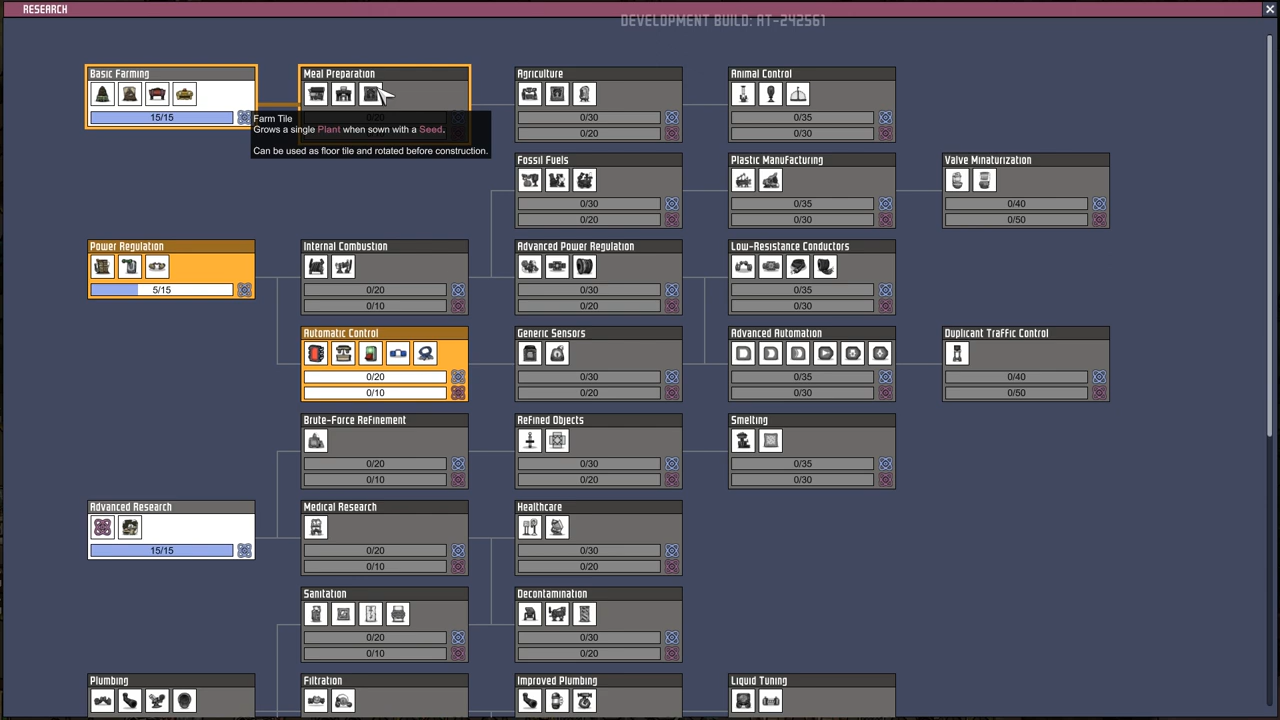 RESEARCH
DEVELOPMENT BUILD: AT-242561
Basic Farming
15/15
Meal Preparation
0/20
Agriculture
0/30
0/20
Animal Control
0/35
0/30
Farm Tile
Grows a single Plant when sown with a Seed.
Can be used as floor tile and rotated before construction.
Fossil Fuels
0/30
0/20
Plastic Manufacturing
0/35
0/30
Valve Minaturization
0/40
0/50
Power Regulation
5/15
Internal Combustion
0/20
0/10
Advanced Power Regulation
0/30
0/20
Low-Resistance Conductors
0/35
0/30
Automatic Control
0/20
0/10
Generic Sensors
0/30
0/20
Advanced Automation
0/35
0/30
Duplicant Traffic Control
0/40
0/50
Brute-Force Refinement
0/20
0/10
Refined Objects
0/30
0/20
Smelting
0/35
0/30
Advanced Research
15/15
Medical Research
0/20
0/10
Healthcare
0/30
0/20
Sanitation
0/20
0/10
Decontamination
0/30
0/20
Plumbing
Filtration
Improved Plumbing
Liquid Tuning